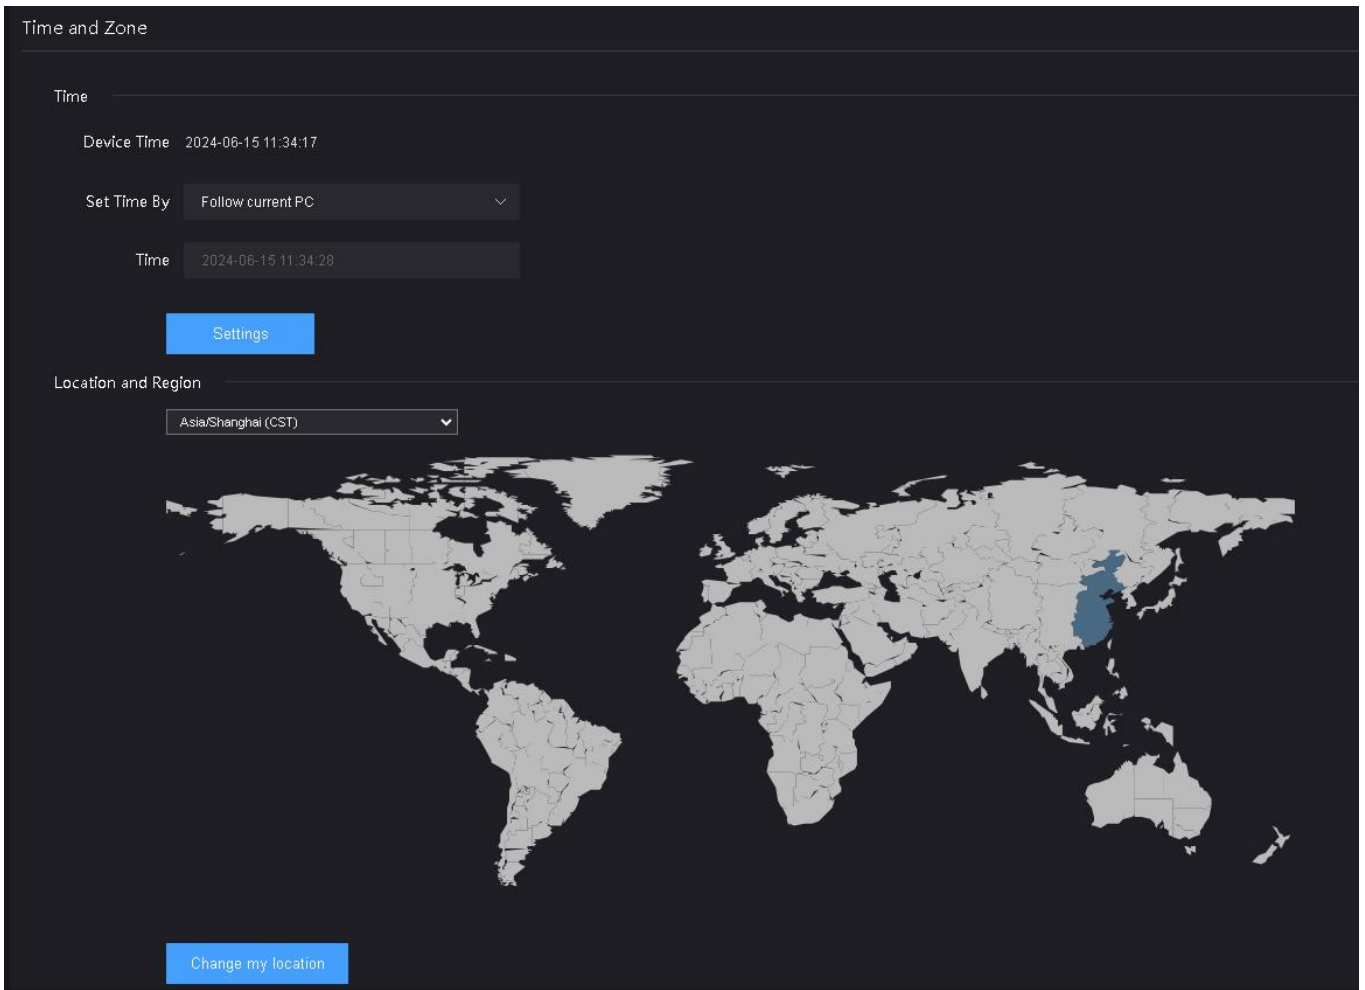 Time and Zone
Time
Device Time 2024-06-15 11:34:17
Set Time By Follow current PC
Time 2024-06-15 11:34:28
Settings
Location and Region
Asia/Shanghai (CST)
Change my location